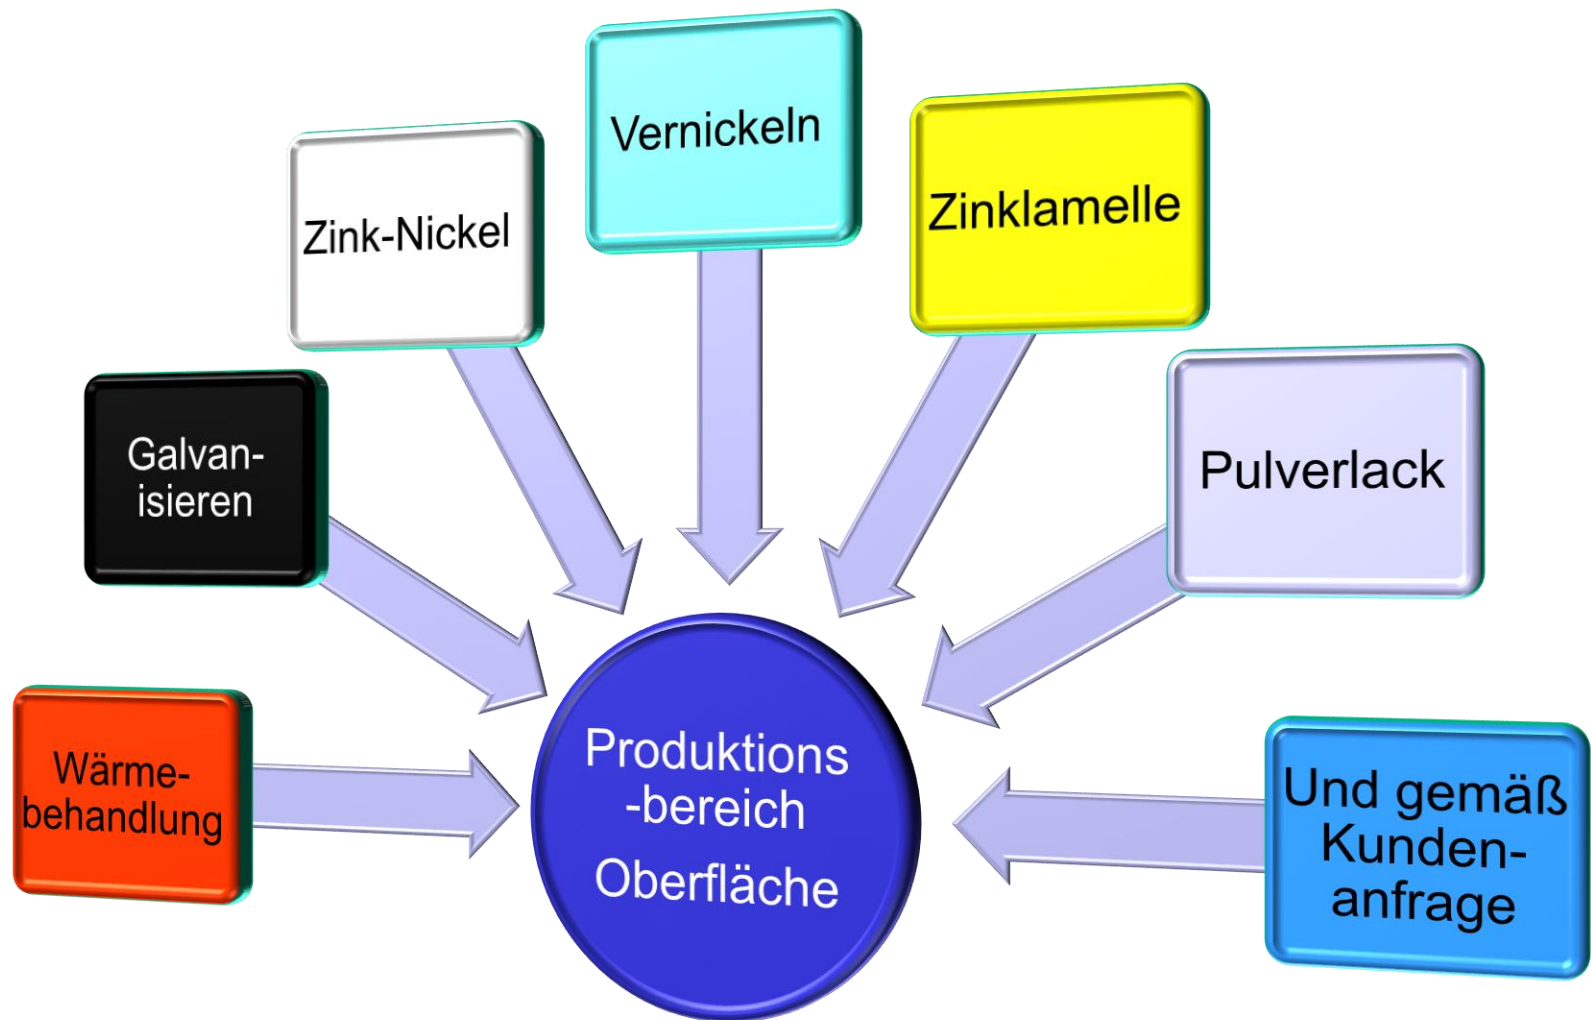 Vernickeln
Zinklamelle
Zink-Nickel
Galvan-
isieren
Pulverlack
Wärme-
behandlung
Produktions
-bereich
Oberfläche
Und gemäß
Kunden-
anfrage